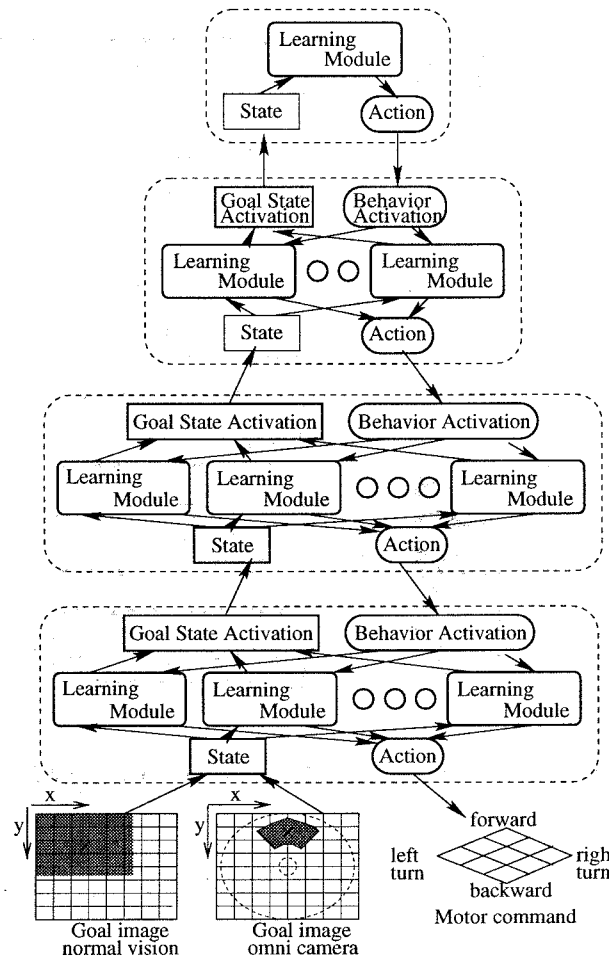 Learning
Module
State
Action
Goal State
Activation
Behavior
Activation
Learning
Module
Learning
Module
State
Action
Goal State Activation
Behavior Activation
Learning
Module
Learning
Module
Learning
Module
State
Action
Goal State Activation
Behavior Activation
Learning
Module
Learning
Module
Learning
Module
State
Action
x
y
x
y
forward
left
turn
righ
turn
backward
Motor command
Goal image
normal vision
Goal image
omni camera